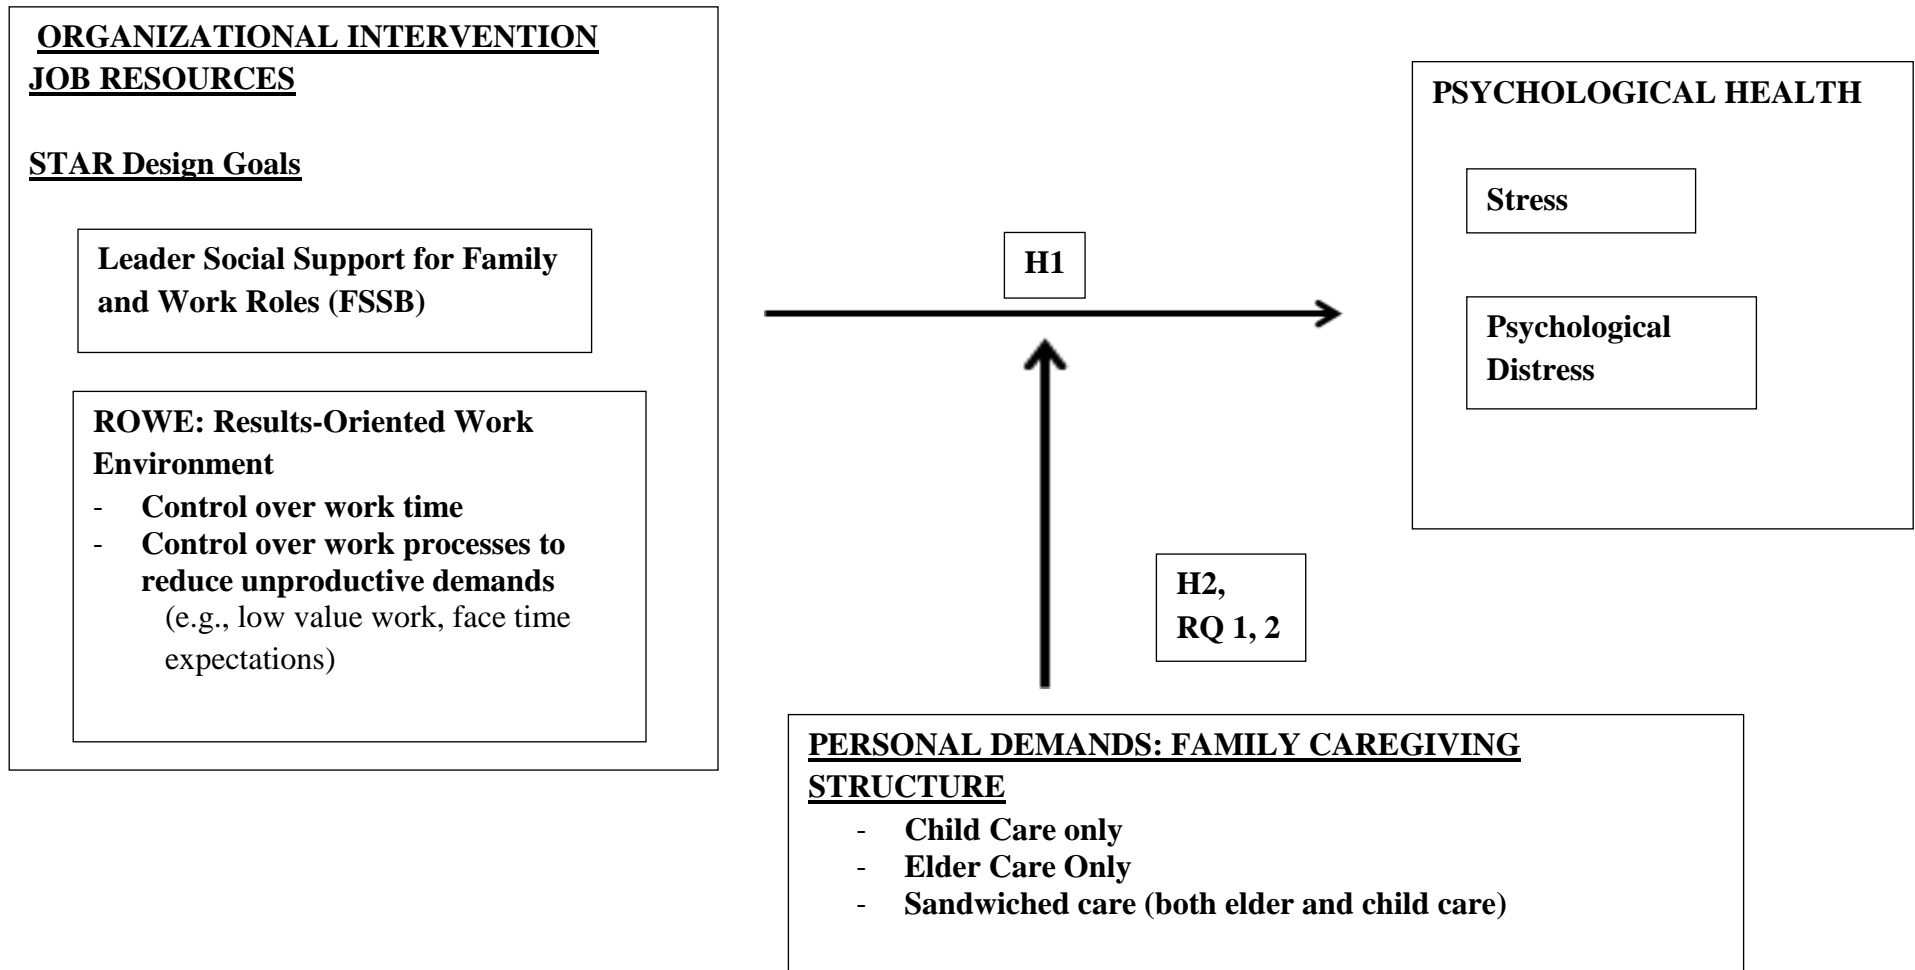 ORGANIZATIONAL INTERVENTION
JOB RESOURCES
STAR Design Goals
Leader Social Support for Family
and Work Roles (FSSB)
ROWE: Results-Oriented Work
Environment
- Control over work time
- Control over work processes to
reduce unproductive demands
(e.g., low value work, face time
expectations)
H1
H2,
RQ 1, 2
PSYCHOLOGICAL HEALTH
Stress
Psychological
Distress
PERSONAL DEMANDS: FAMILY CAREGIVING
STRUCTURE
- Child Care only
- Elder Care Only
- Sandwiched care (both elder and child care)